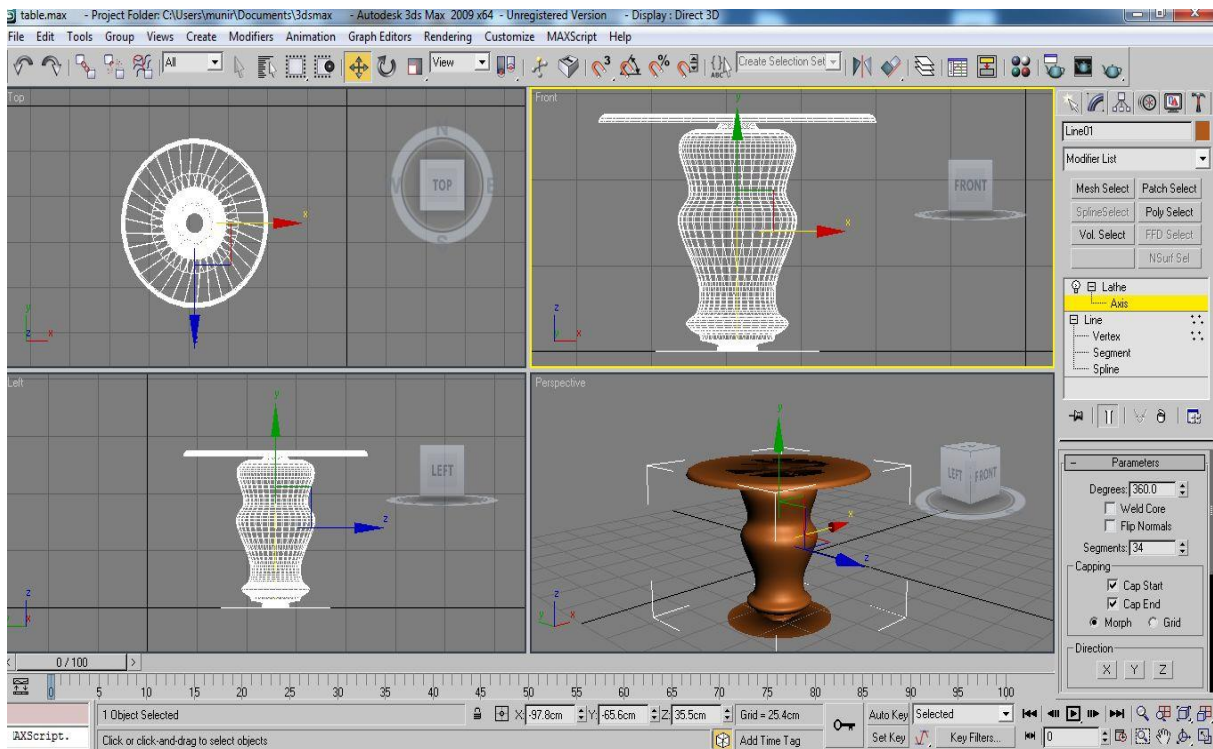 table.max - Project Folder: C:\Users\munir\Documents\3dsmax - Autodesk 3ds Max 2009 x64 - Unregistered Version - Display : Direct 3D
File Edit Tools Group Views Create Modifiers Animation Graph Editors Rendering Customize MAXScript Help
All View 3 % ABC Create Selection Set
Top
TOP
N
E
S
x
y
z x
Front
FRONT
y
x
z
x
Line01
Modifier List
Mesh Select Patch Select
SplineSelect Poly Select
Vol. Select FFD Select
NSurf Sel
Lathe
Axis
Line
Vertex
Segment
Spline
Left
LEFT
y
z
z
y
Perspective
LEFT FRONT
y
x
z
z
y x
Parameters
Degrees: 360.0
Weld Core
Flip Normals
Segments: 34
Capping
Cap Start
Cap End
Morph Grid
Direction
X Y Z
0 / 100
0 5 10 15 20 25 30 35 40 45 50 55 60 65 70 75 80 85 90 95 100
1 Object Selected X: -97.8cm Y: -65.6cm Z: 35.5cm Grid = 25.4cm Auto Key Selected
AXScript. Click or click-and-drag to select objects Add Time Tag Set Key Key Filters... 0